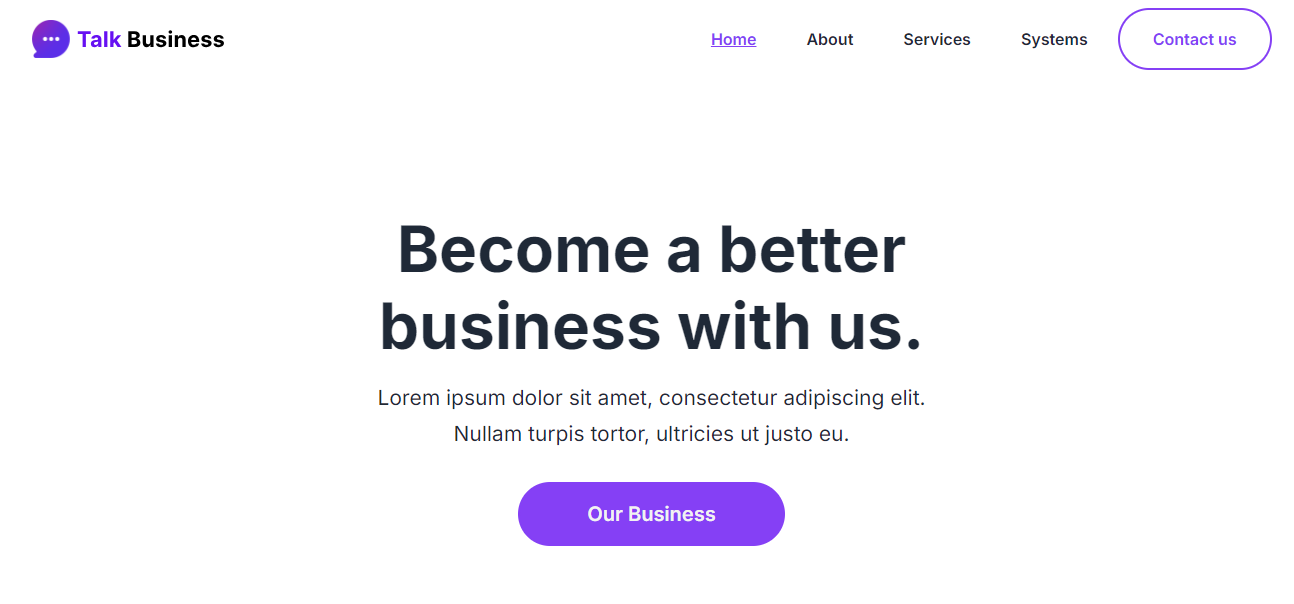 Talk Business
Home
About
Services
Systems
Contact us
Become a better
business with us.
Lorem ipsum dolor sit amet, consectetur adipiscing elit.
Nullam turpis tortor, ultricies ut justo eu.
Our Business